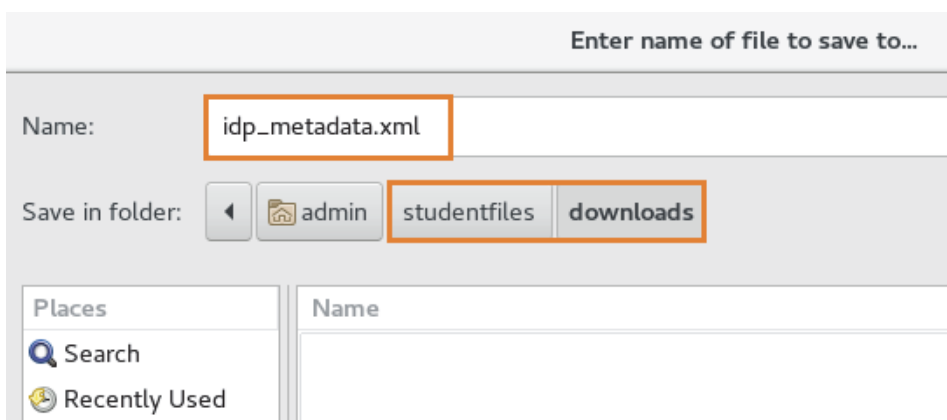 Enter name of file to save to...
Name: idp_metadata.xml
Save in folder: admin studentfiles downloads
Places Name
Search
Recently Used